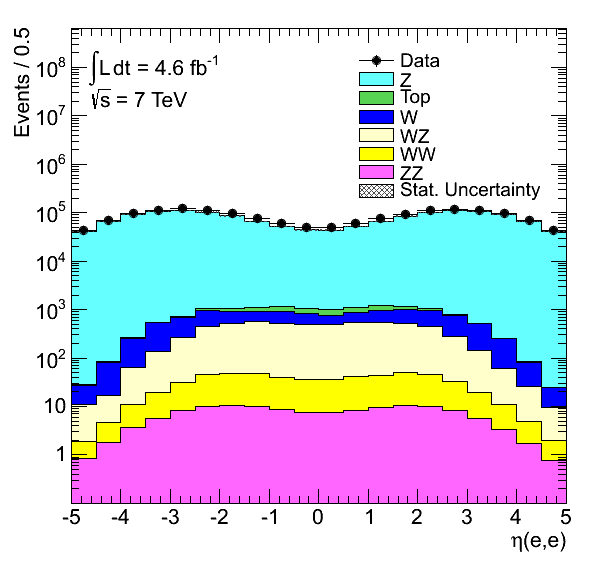 Events / 0.5
∫L dt = 4.6 fb⁻¹
√s = 7 TeV
Data
Z
Top
W
WZ
WW
ZZ
Stat. Uncertainty
10⁸
10⁷
10⁶
10⁵
10⁴
10³
10²
10
1
-5 -4 -3 -2 -1 0 1 2 3 4 5
η(e,e)